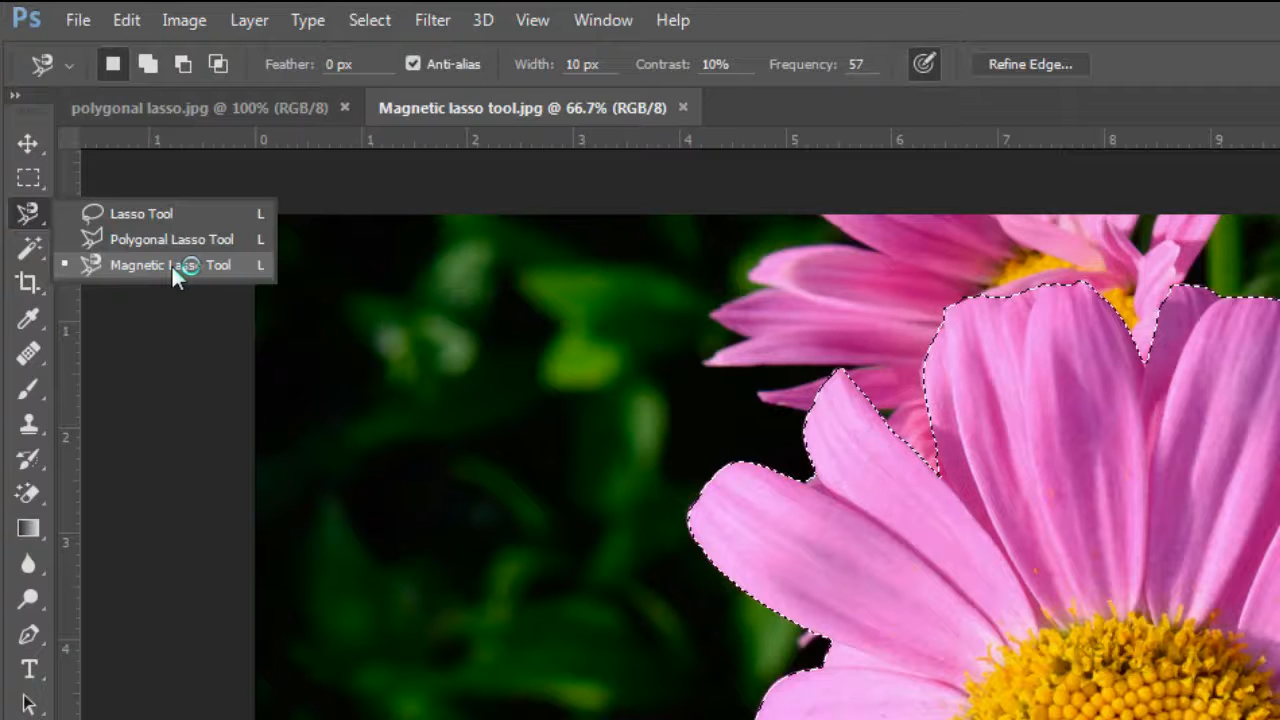 Ps File Edit Image Layer Type Select Filter 3D View Window Help
Feather: 0 px Anti-alias Width: 10 px Contrast: 10% Frequency: 57 Refine Edge...
polygonal lasso.jpg @ 100% (RGB/8) × Magnetic lasso tool.jpg @ 66.7% (RGB/8) ×
1 0 1 2 3 4 5 6 7 8 9
Lasso Tool L
Polygonal Lasso Tool L
Magnetic Lasso Tool L
1
2
3
4
T